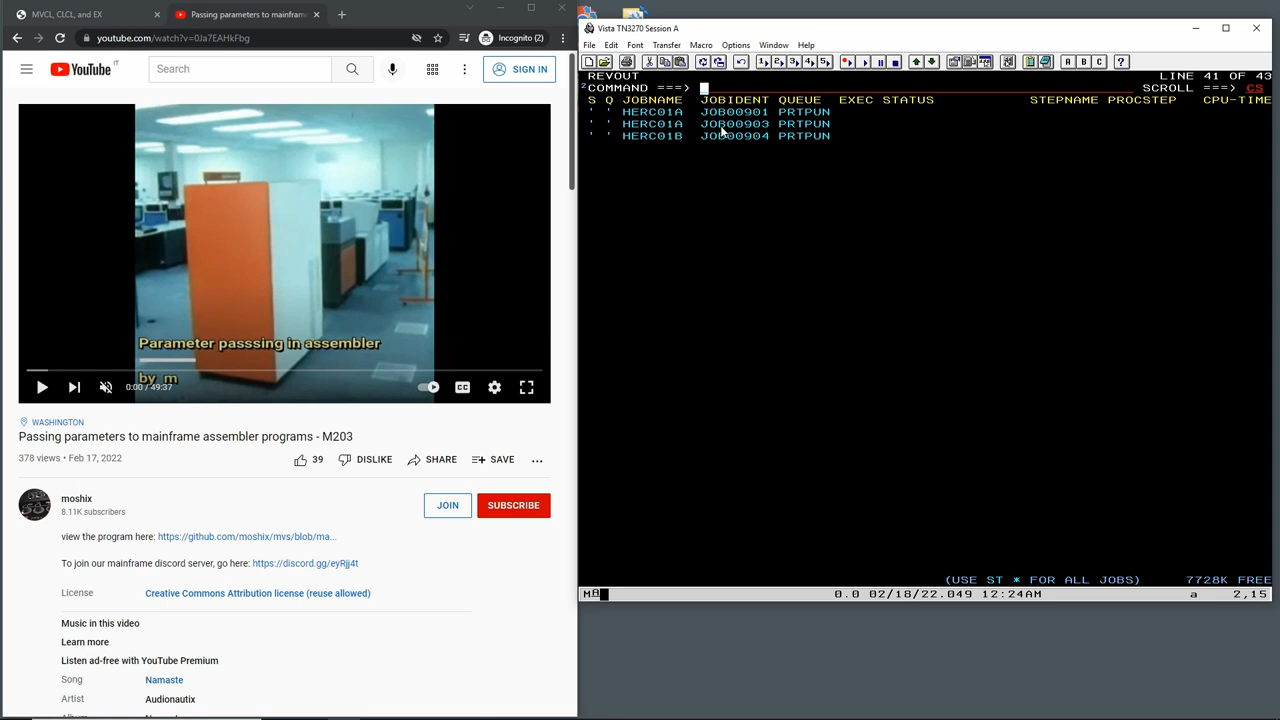 MVCL, CLCL, and EX
Passing parameters to mainfram
youtube.com/watch?v=0Ja7EAHkFbg
Incognito (2)
YouTube IT
Search
SIGN IN
Parameter passsing in assembler
by m
0:00 / 49:37
WASHINGTON
Passing parameters to mainframe assembler programs - M203
378 views • Feb 17, 2022
39
DISLIKE
SHARE
SAVE
moshix
8.11K subscribers
JOIN
SUBSCRIBE
view the program here: https://github.com/moshix/mvs/blob/ma...
To join our mainframe discord server, go here: https://discord.gg/eyRjj4t
License
Creative Commons Attribution license (reuse allowed)
Music in this video
Learn more
Listen ad-free with YouTube Premium
Song
Namaste
Artist
Audionautix
Vista TN3270 Session A
File Edit Font Transfer Macro Options Window Help
REVOUT LINE 41 OF 43
COMMAND ===> SCROLL ===> CS
S Q JOBNAME JOBIDENT QUEUE EXEC STATUS STEPNAME PROCSTEP CPU-TIME
' ' HERC01A JOB00901 PRTPUN
' ' HERC01A JOB00903 PRTPUN
' ' HERC01B JOB00904 PRTPUN
(USE ST * FOR ALL JOBS) 7728K FREE
0.0 02/18/22.049 12:24AM a 2,15